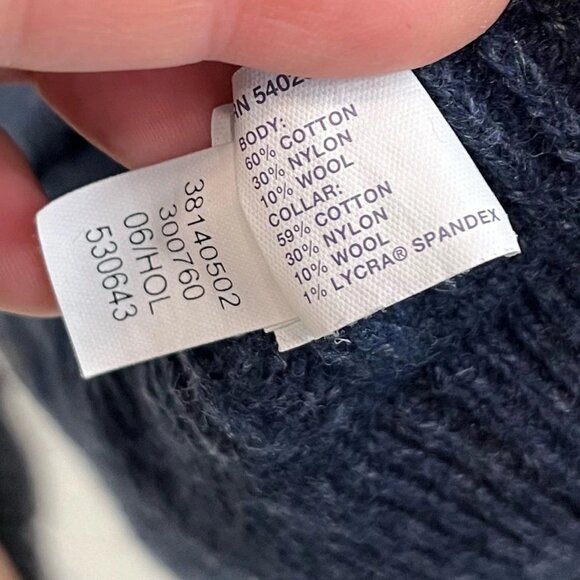 BODY:
60% COTTON
30% NYLON
10% WOOL
COLLAR:
59% COTTON
30% NYLON
10% WOOL
1% LYCRA® SPANDEX
38140502
300760
06/HOL
530643